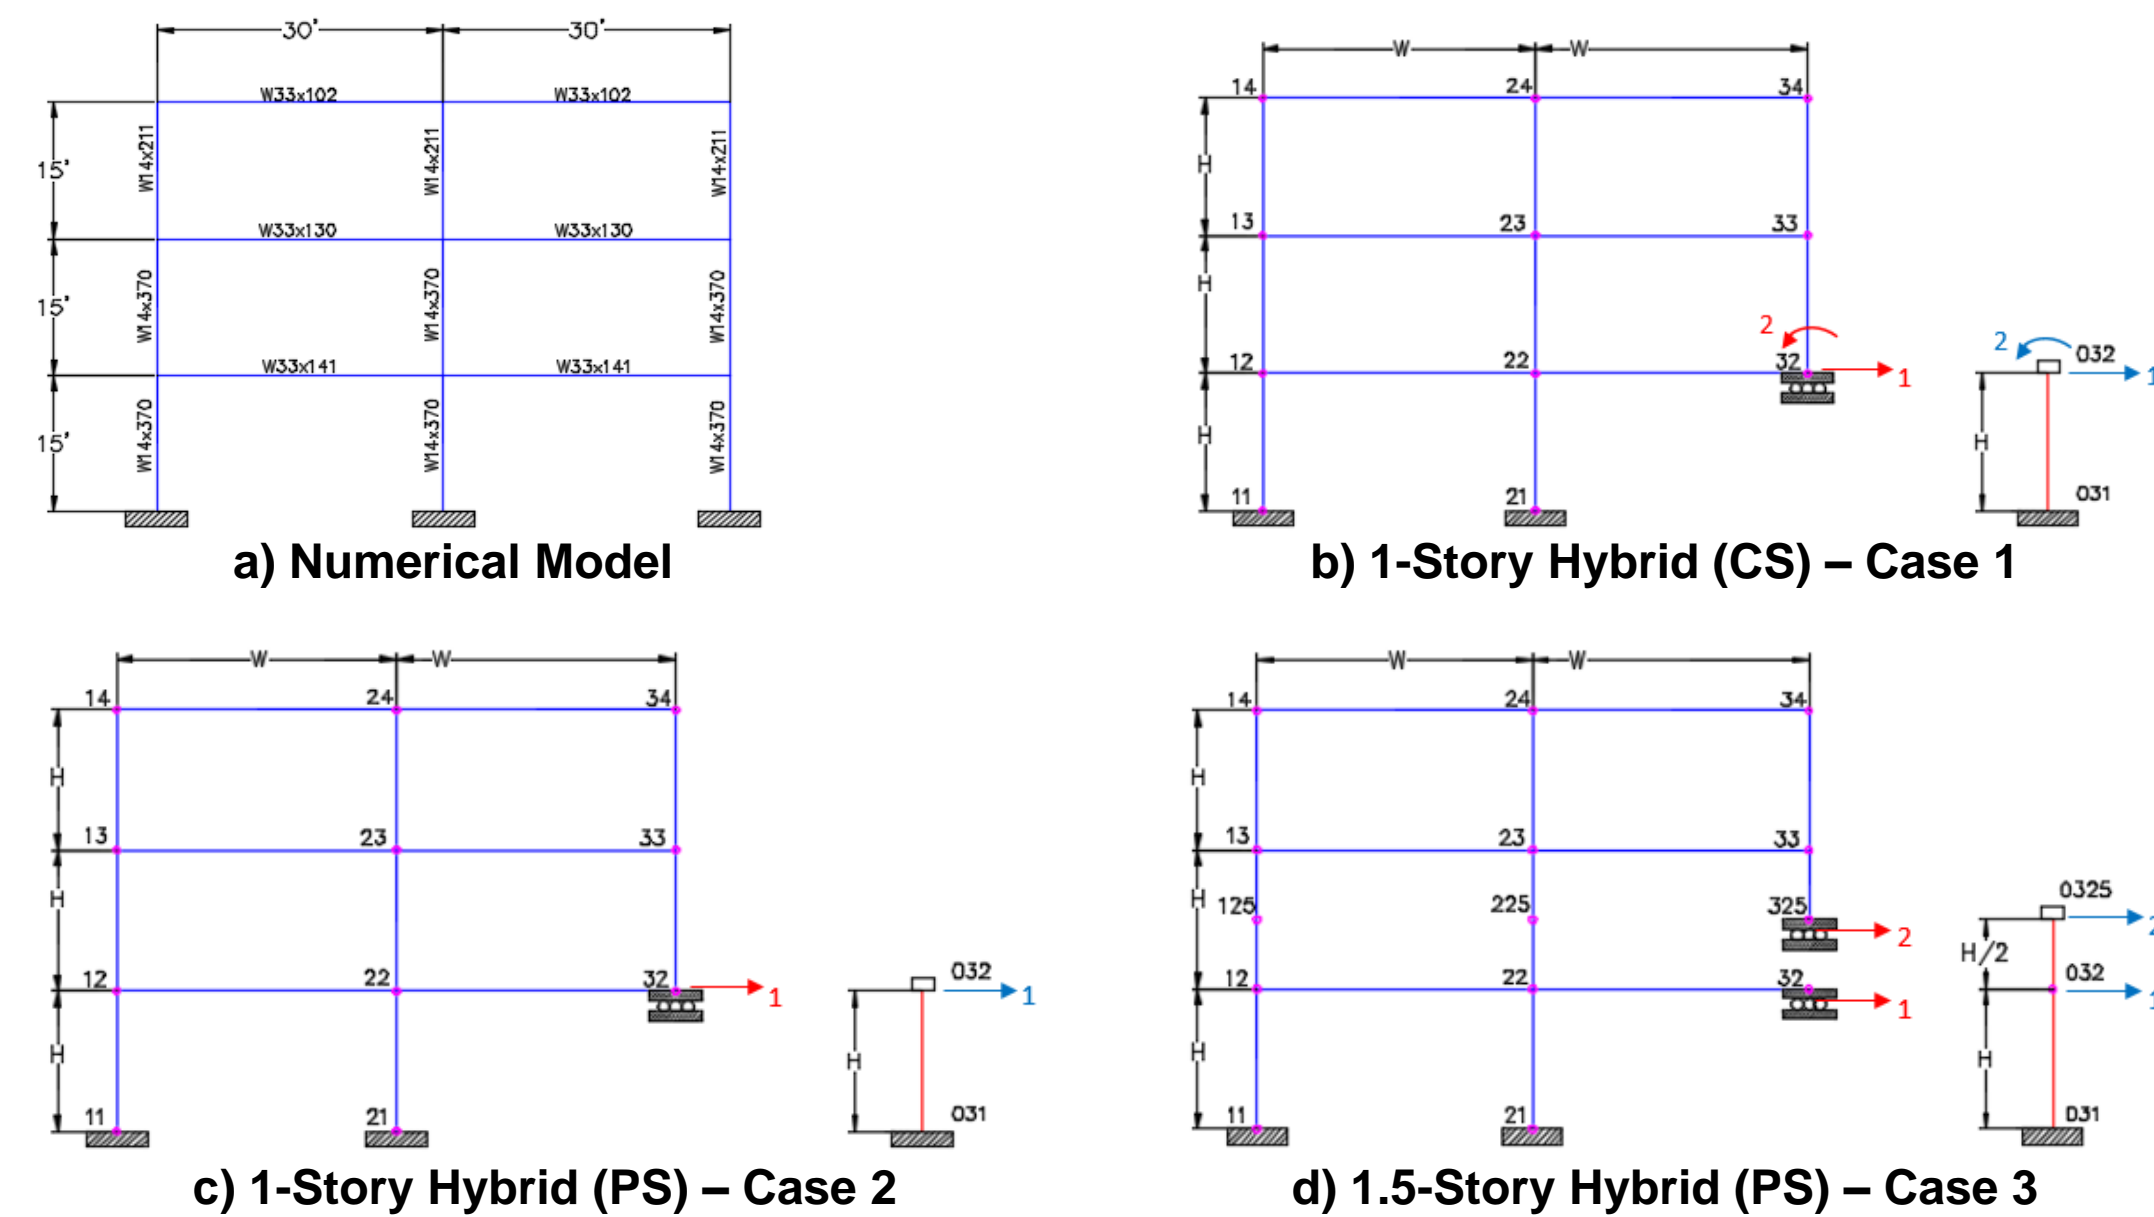 30' 30'
W33x102 W33x102
15' W14x211 W14x211 W14x211
W33x130 W33x130
15' W14x370 W14x370 W14x370
W33x141 W33x141
15' W14x370 W14x370 W14x370
a) Numerical Model
W W
14 24 34
H
13 23 33
H
2
12 22 32 1
H
11 21
2 032
1
H
031
b) 1-Story Hybrid (CS) – Case 1
W W
14 24 34
H
13 23 33
H
12 22 32 1
H
11 21
032
1
H
031
c) 1-Story Hybrid (PS) – Case 2
W W
14 24 34
H
13 23 33
H
125 225 325 2
12 22 32 1
H
11 21
0325
2
H/2
032
1
H
D31
d) 1.5-Story Hybrid (PS) – Case 3